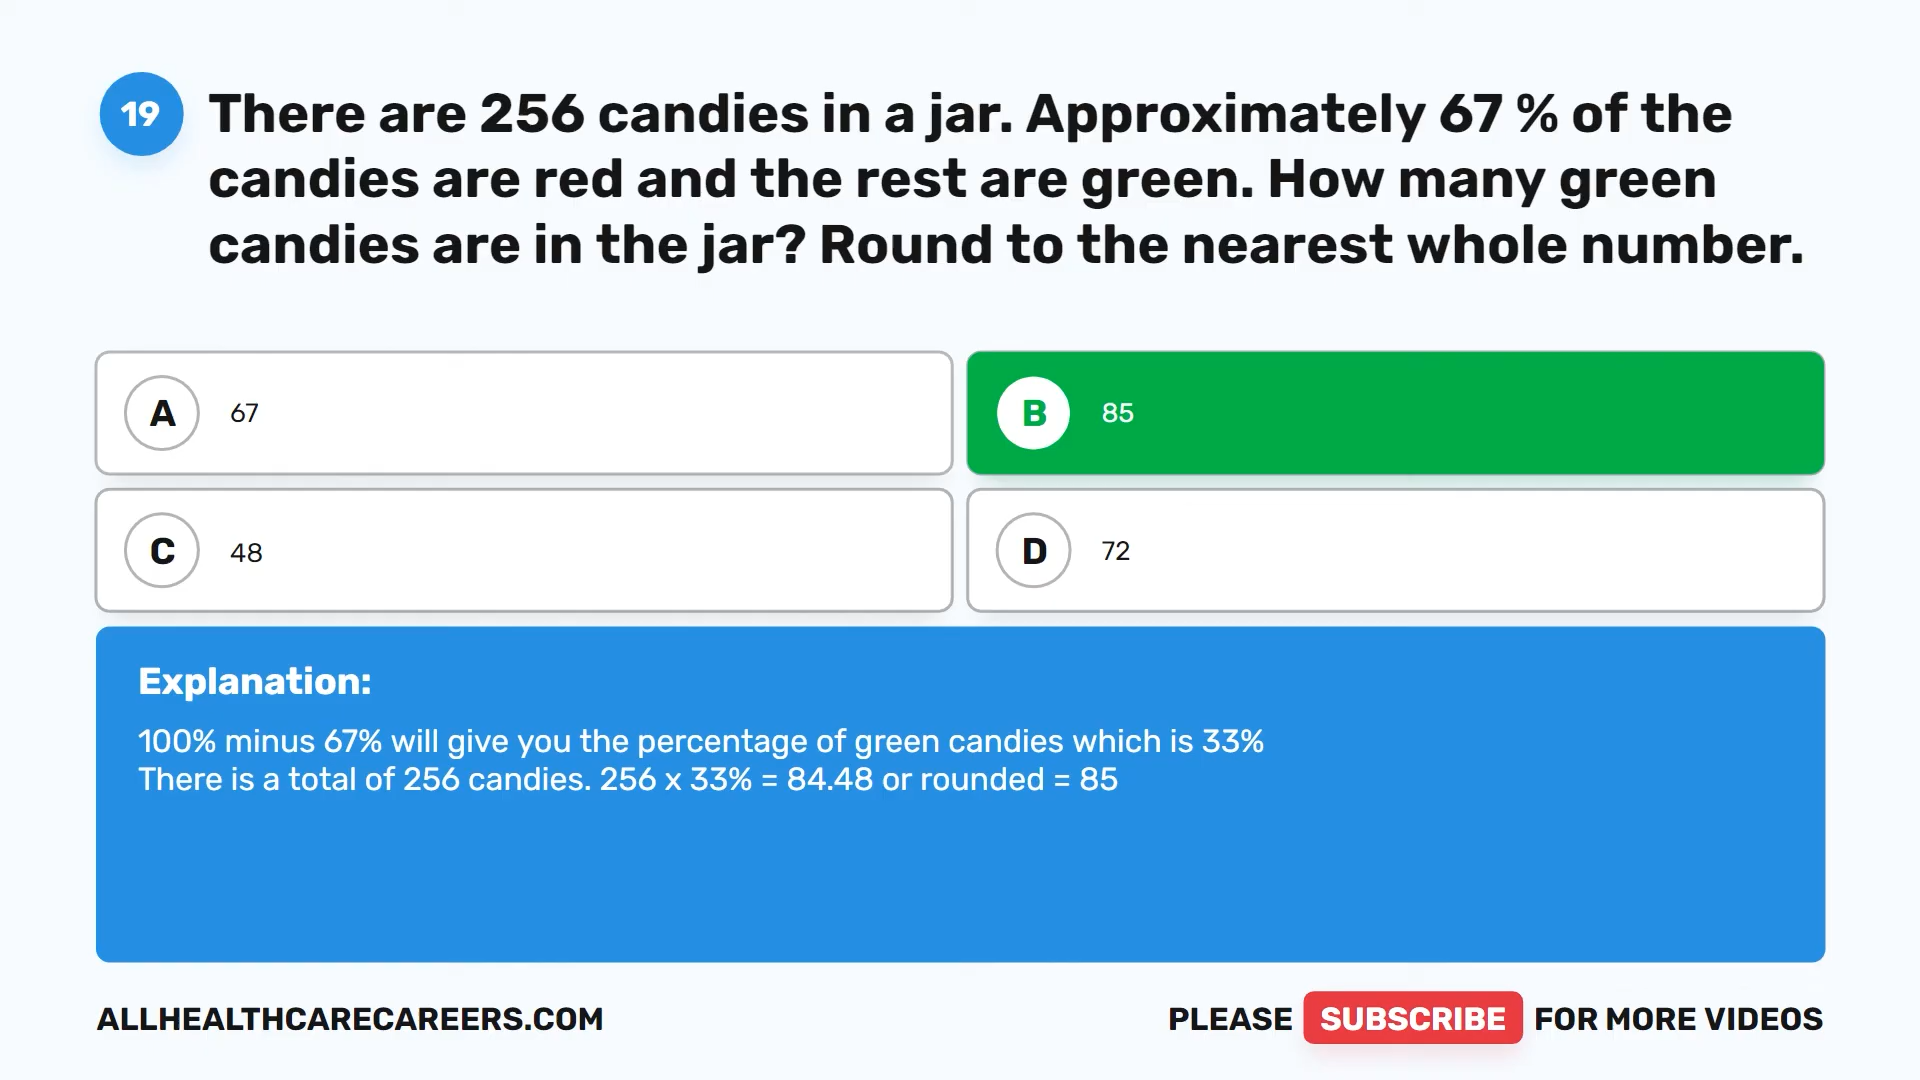 19
There are 256 candies in a jar. Approximately 67 % of the
candies are red and the rest are green. How many green
candies are in the jar? Round to the nearest whole number.
A 67
B 85
C 48
D 72
Explanation:
100% minus 67% will give you the percentage of green candies which is 33%
There is a total of 256 candies. 256 x 33% = 84.48 or rounded = 85
ALLHEALTHCARECAREERS.COM
PLEASE SUBSCRIBE FOR MORE VIDEOS